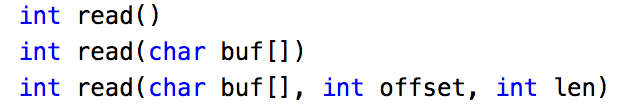 int read()
int read(char buf[])
int read(char buf[], int offset, int len)